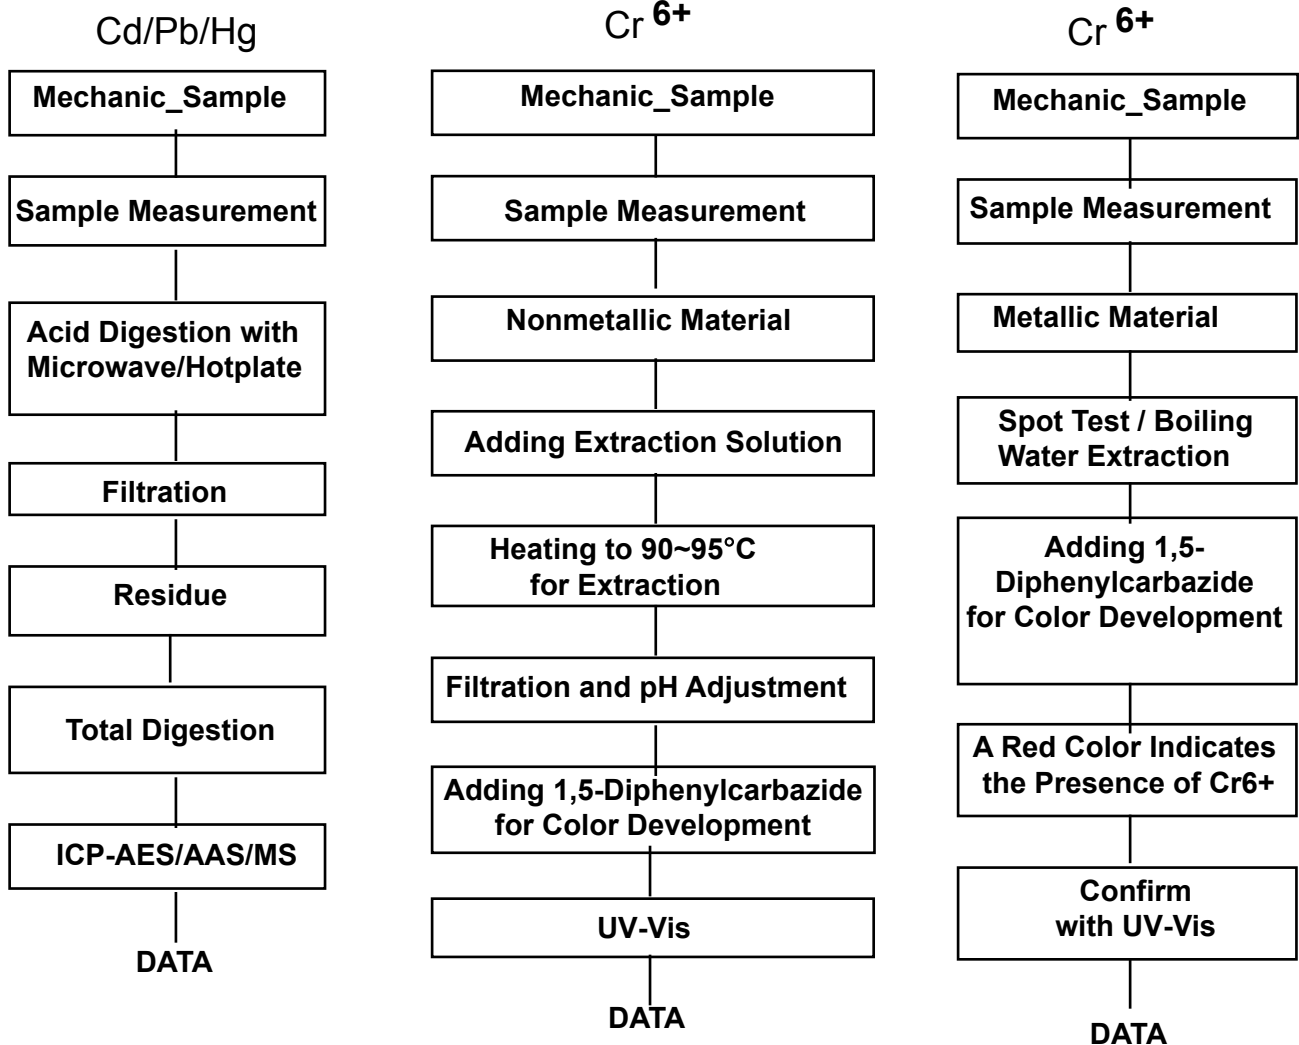 Cd/Pb/Hg
Mechanic_Sample
Sample Measurement
Acid Digestion with
Microwave/Hotplate
Filtration
Residue
Total Digestion
ICP-AES/AAS/MS
DATA
Cr 6+
Mechanic_Sample
Sample Measurement
Nonmetallic Material
Adding Extraction Solution
Heating to 90~95°C
for Extraction
Filtration and pH Adjustment
Adding 1,5-Diphenylcarbazide
for Color Development
UV-Vis
DATA
Cr 6+
Mechanic_Sample
Sample Measurement
Metallic Material
Spot Test / Boiling
Water Extraction
Adding 1,5-
Diphenylcarbazide
for Color Development
A Red Color Indicates
the Presence of Cr6+
Confirm
with UV-Vis
DATA